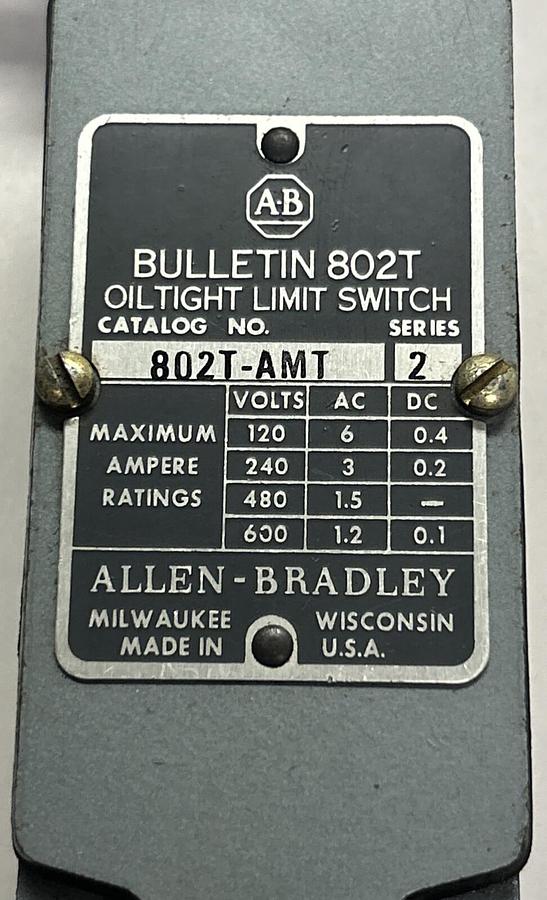 A·B
BULLETIN 802T
OILTIGHT LIMIT SWITCH
CATALOG NO. SERIES
802T-AMT 2
VOLTS AC DC
MAXIMUM 120 6 0.4
AMPERE 240 3 0.2
RATINGS 480 1.5 —
600 1.2 0.1
ALLEN-BRADLEY
MILWAUKEE WISCONSIN
MADE IN U.S.A.